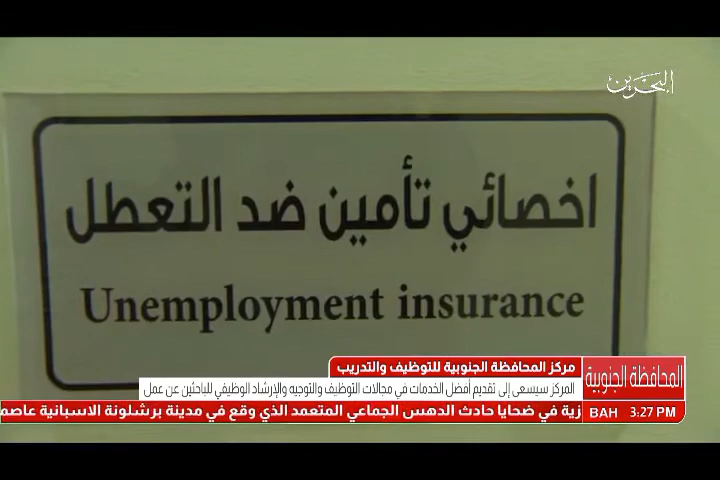 البحرين
اخصائي تأمين ضد التعطل
Unemployment insurance
مركز المحافظة الجنوبية للتوظيف والتدريب
المحافظة الجنوبية
المركز سيسعى إلى تقديم أفضل الخدمات في مجالات التوظيف والتوجيه والإرشاد الوظيفي للباحثين عن عمل
BAH 3:27 PM
زية في ضحايا حادث الدهس الجماعي المتعمد الذي وقع في مدينة برشلونة الاسبانية عاصم